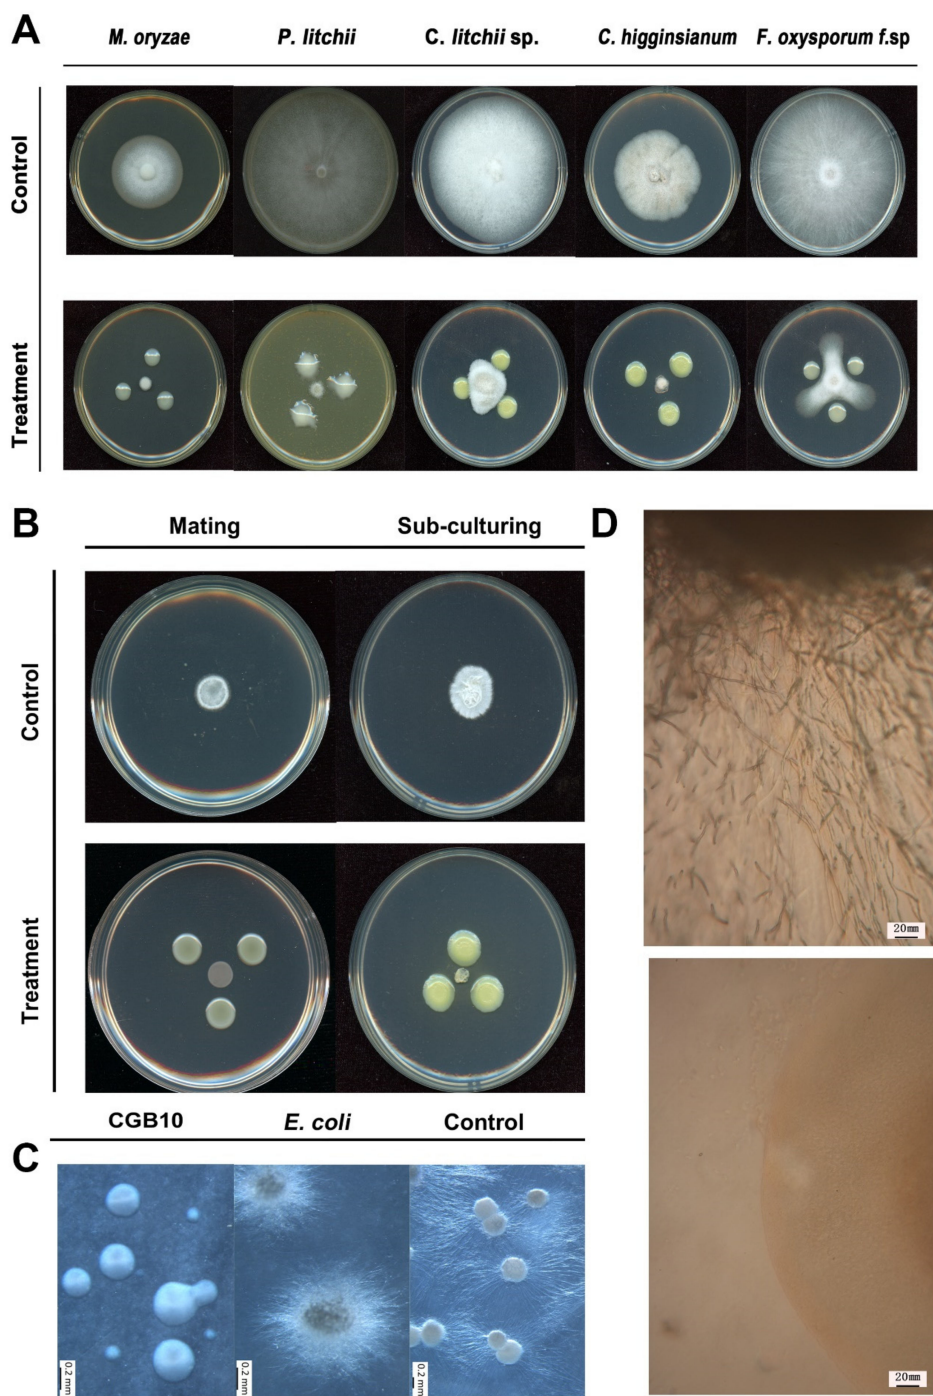 A
M. oryzae P. litchii C. litchii sp. C. higginsianum F. oxysporum f.sp
Control
Treatment
B
Mating Sub-culturing
Control
Treatment
D
20mm
20mm
CGB10 E. coli Control
C
0.2 mm 0.2 mm 0.2 mm